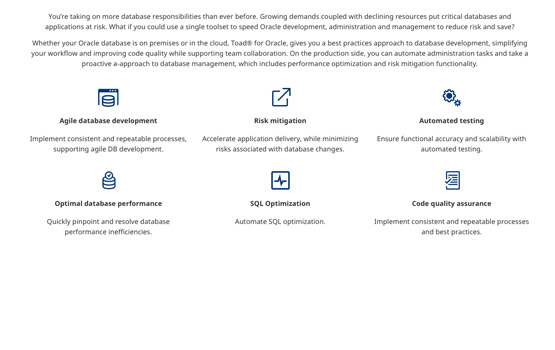 You're taking on more database responsibilities than ever before. Growing demands coupled with declining resources put critical databases and
applications at risk. What if you could use a single toolset to speed Oracle development, administration and management to reduce risk and save?
Whether your Oracle database is on premises or in the cloud, Toad® for Oracle, gives you a best practices approach to database development, simplifying
your workflow and improving code quality while supporting team collaboration. On the production side, you can automate administration tasks and take a
proactive a-approach to database management, which includes performance optimization and risk mitigation functionality.
Agile database development
Implement consistent and repeatable processes,
supporting agile DB development.
Risk mitigation
Accelerate application delivery, while minimizing
risks associated with database changes.
Automated testing
Ensure functional accuracy and scalability with
automated testing.
Optimal database performance
Quickly pinpoint and resolve database
performance inefficiencies.
SQL Optimization
Automate SQL optimization.
Code quality assurance
Implement consistent and repeatable processes
and best practices.